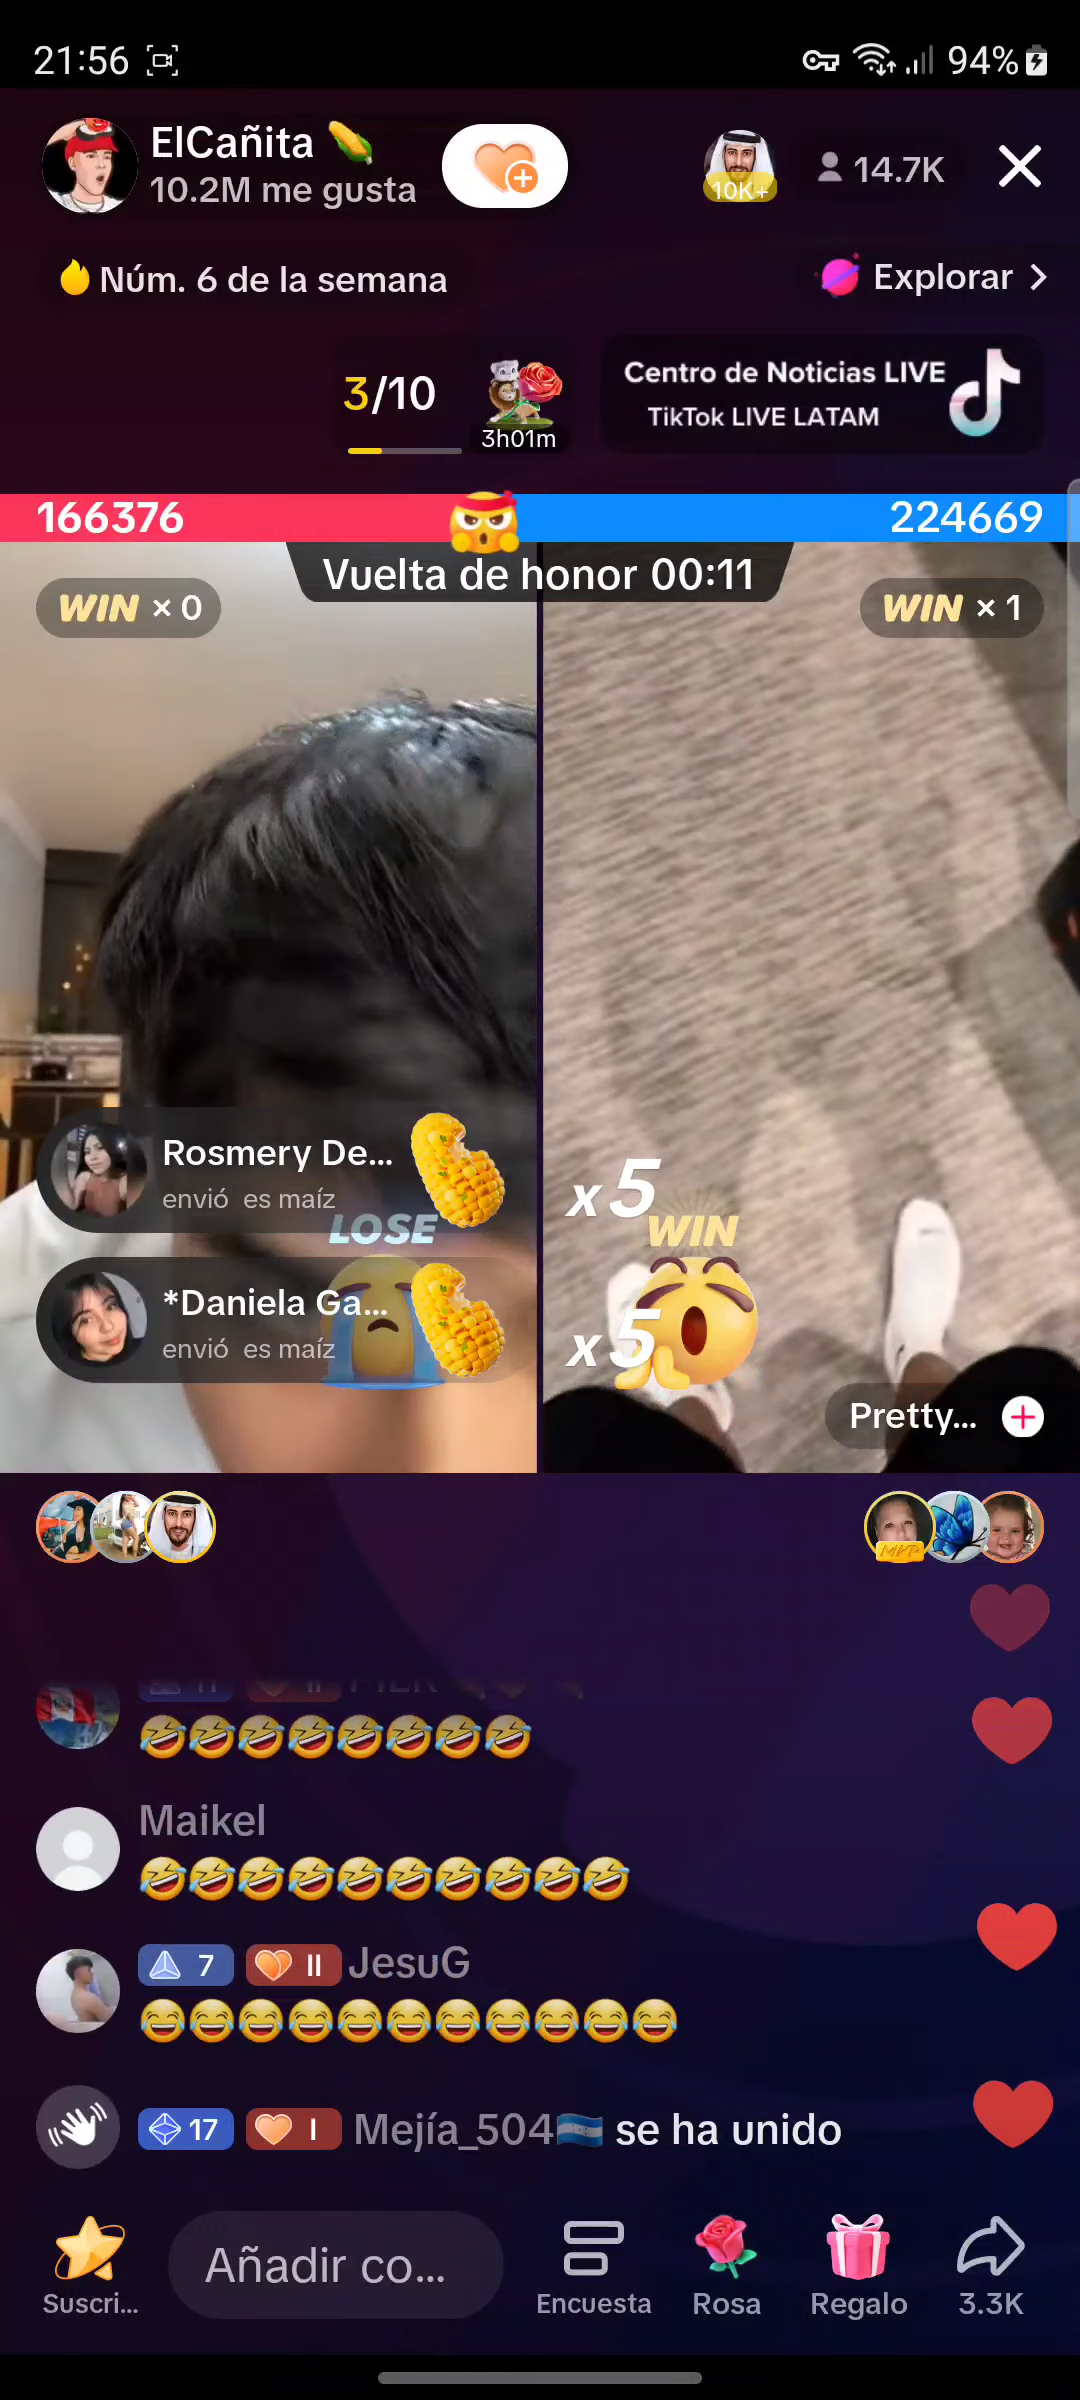 21:56
94%
ElCañita
10.2M me gusta
10K+
14.7K
Núm. 6 de la semana
Explorar
3/10
3h01m
Centro de Noticias LIVE
TikTok LIVE LATAM
166376
224669
Vuelta de honor 00:11
WIN × 0
WIN × 1
Rosmery De...
envió es maíz
x5
LOSE
WIN
*Daniela Ga...
envió es maíz
x5
Pretty...
MVP
Maikel
7 II JesuG
17 I Mejía_504 se ha unido
Suscri...
Añadir co...
Encuesta
Rosa
Regalo
3.3K